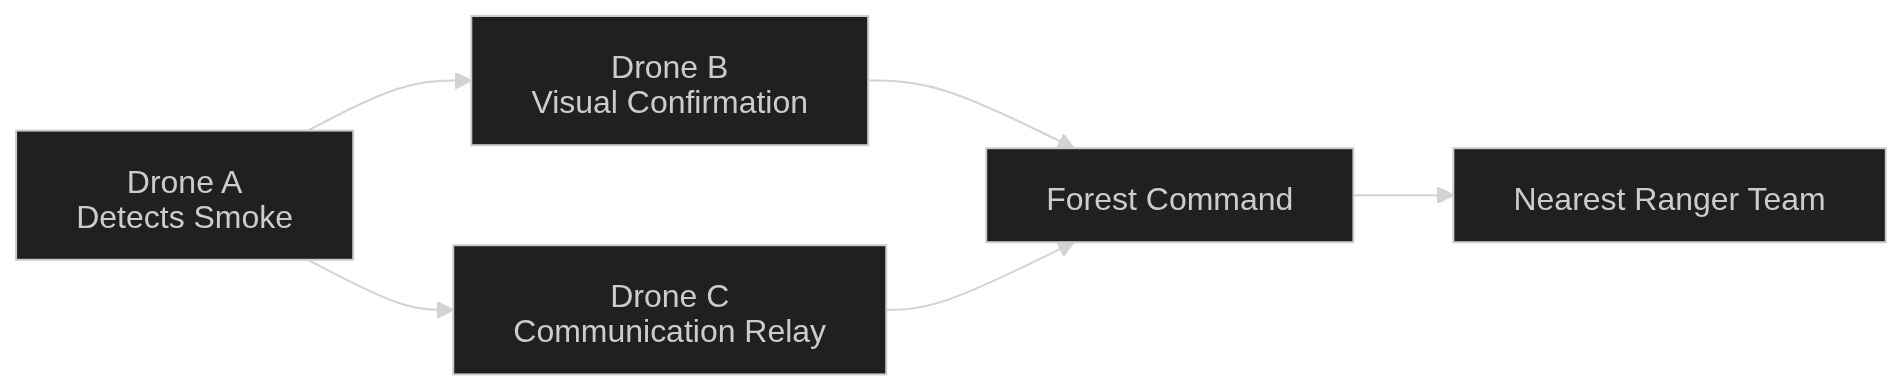 Drone A
Detects Smoke
Drone B
Visual Confirmation
Drone C
Communication Relay
Forest Command
Nearest Ranger Team